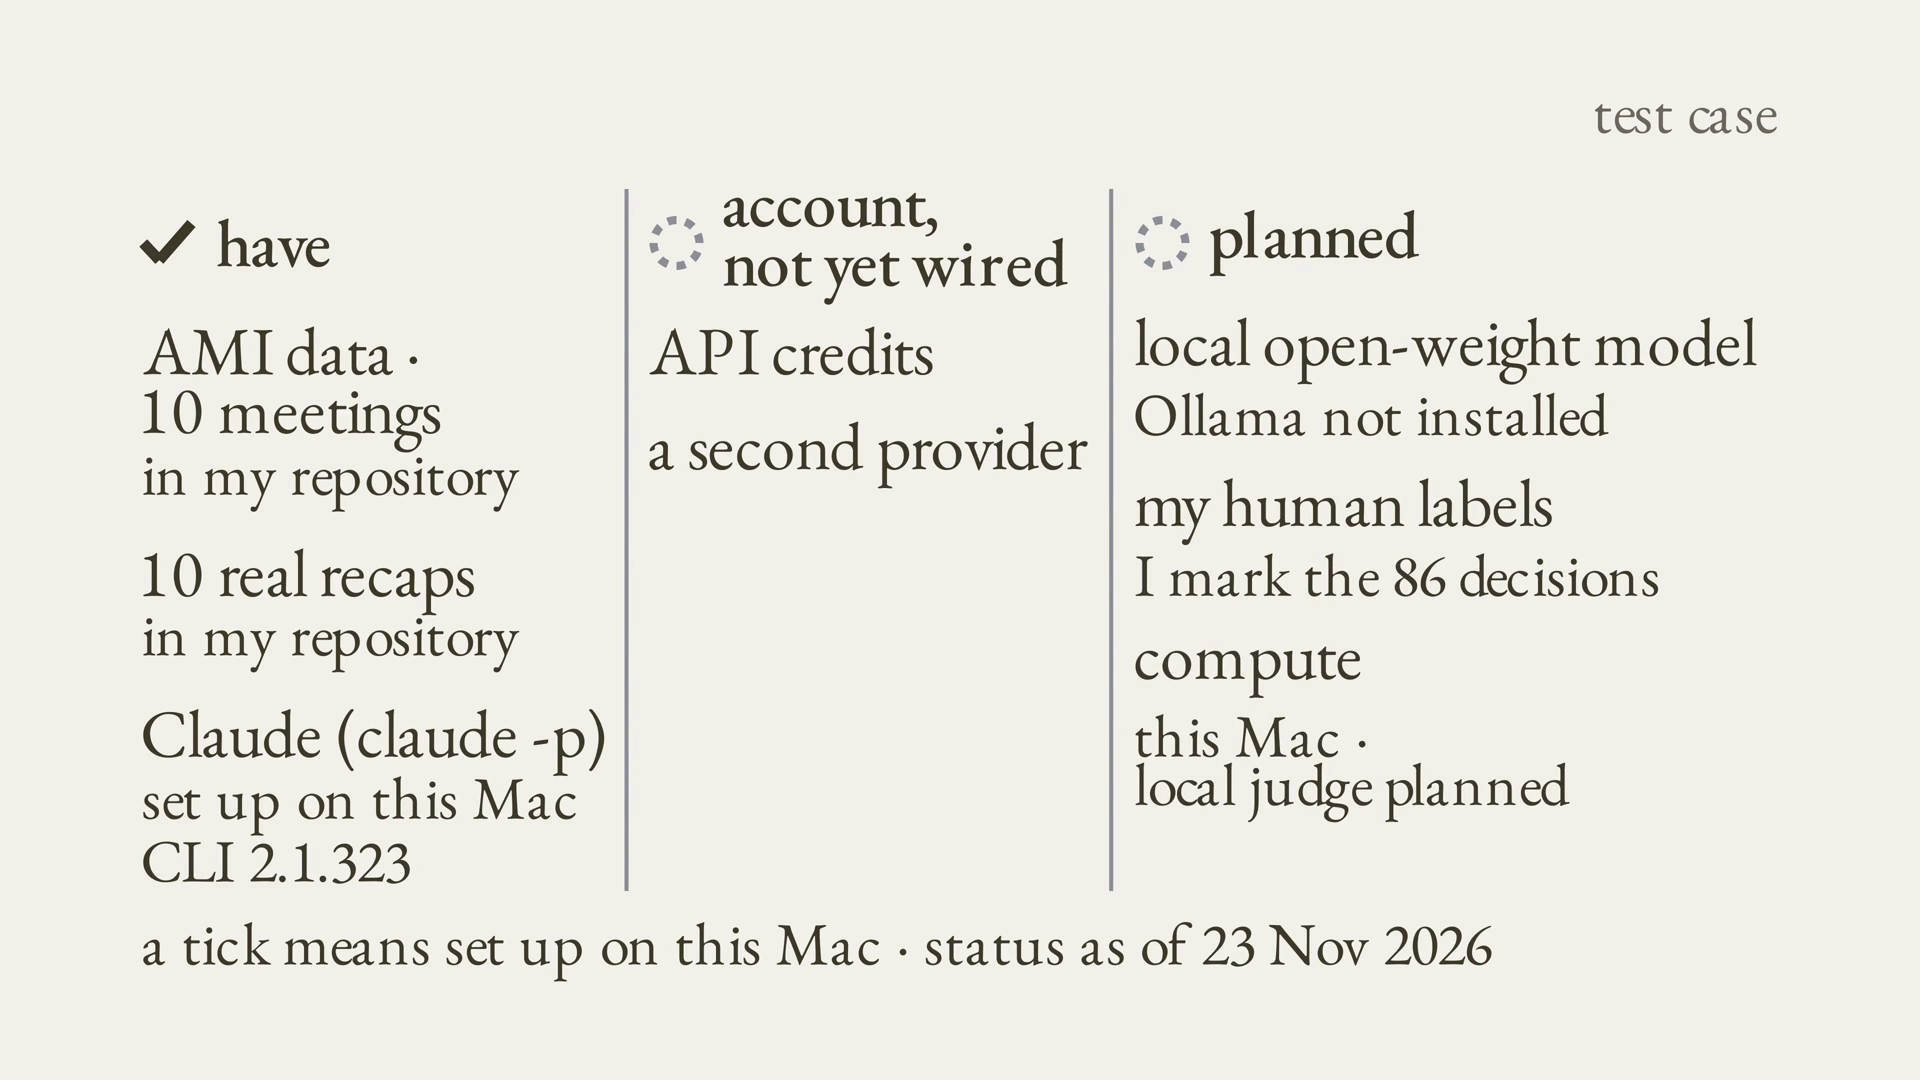 test case
have
AMI data ·
10 meetings
in my repository
10 real recaps
in my repository
Claude (claude -p)
set up on this Mac
CLI 2.1.323
account,
not yet wired
API credits
a second provider
planned
local open-weight model
Ollama not installed
my human labels
I mark the 86 decisions
compute
this Mac ·
local judge planned
a tick means set up on this Mac · status as of 23 Nov 2026